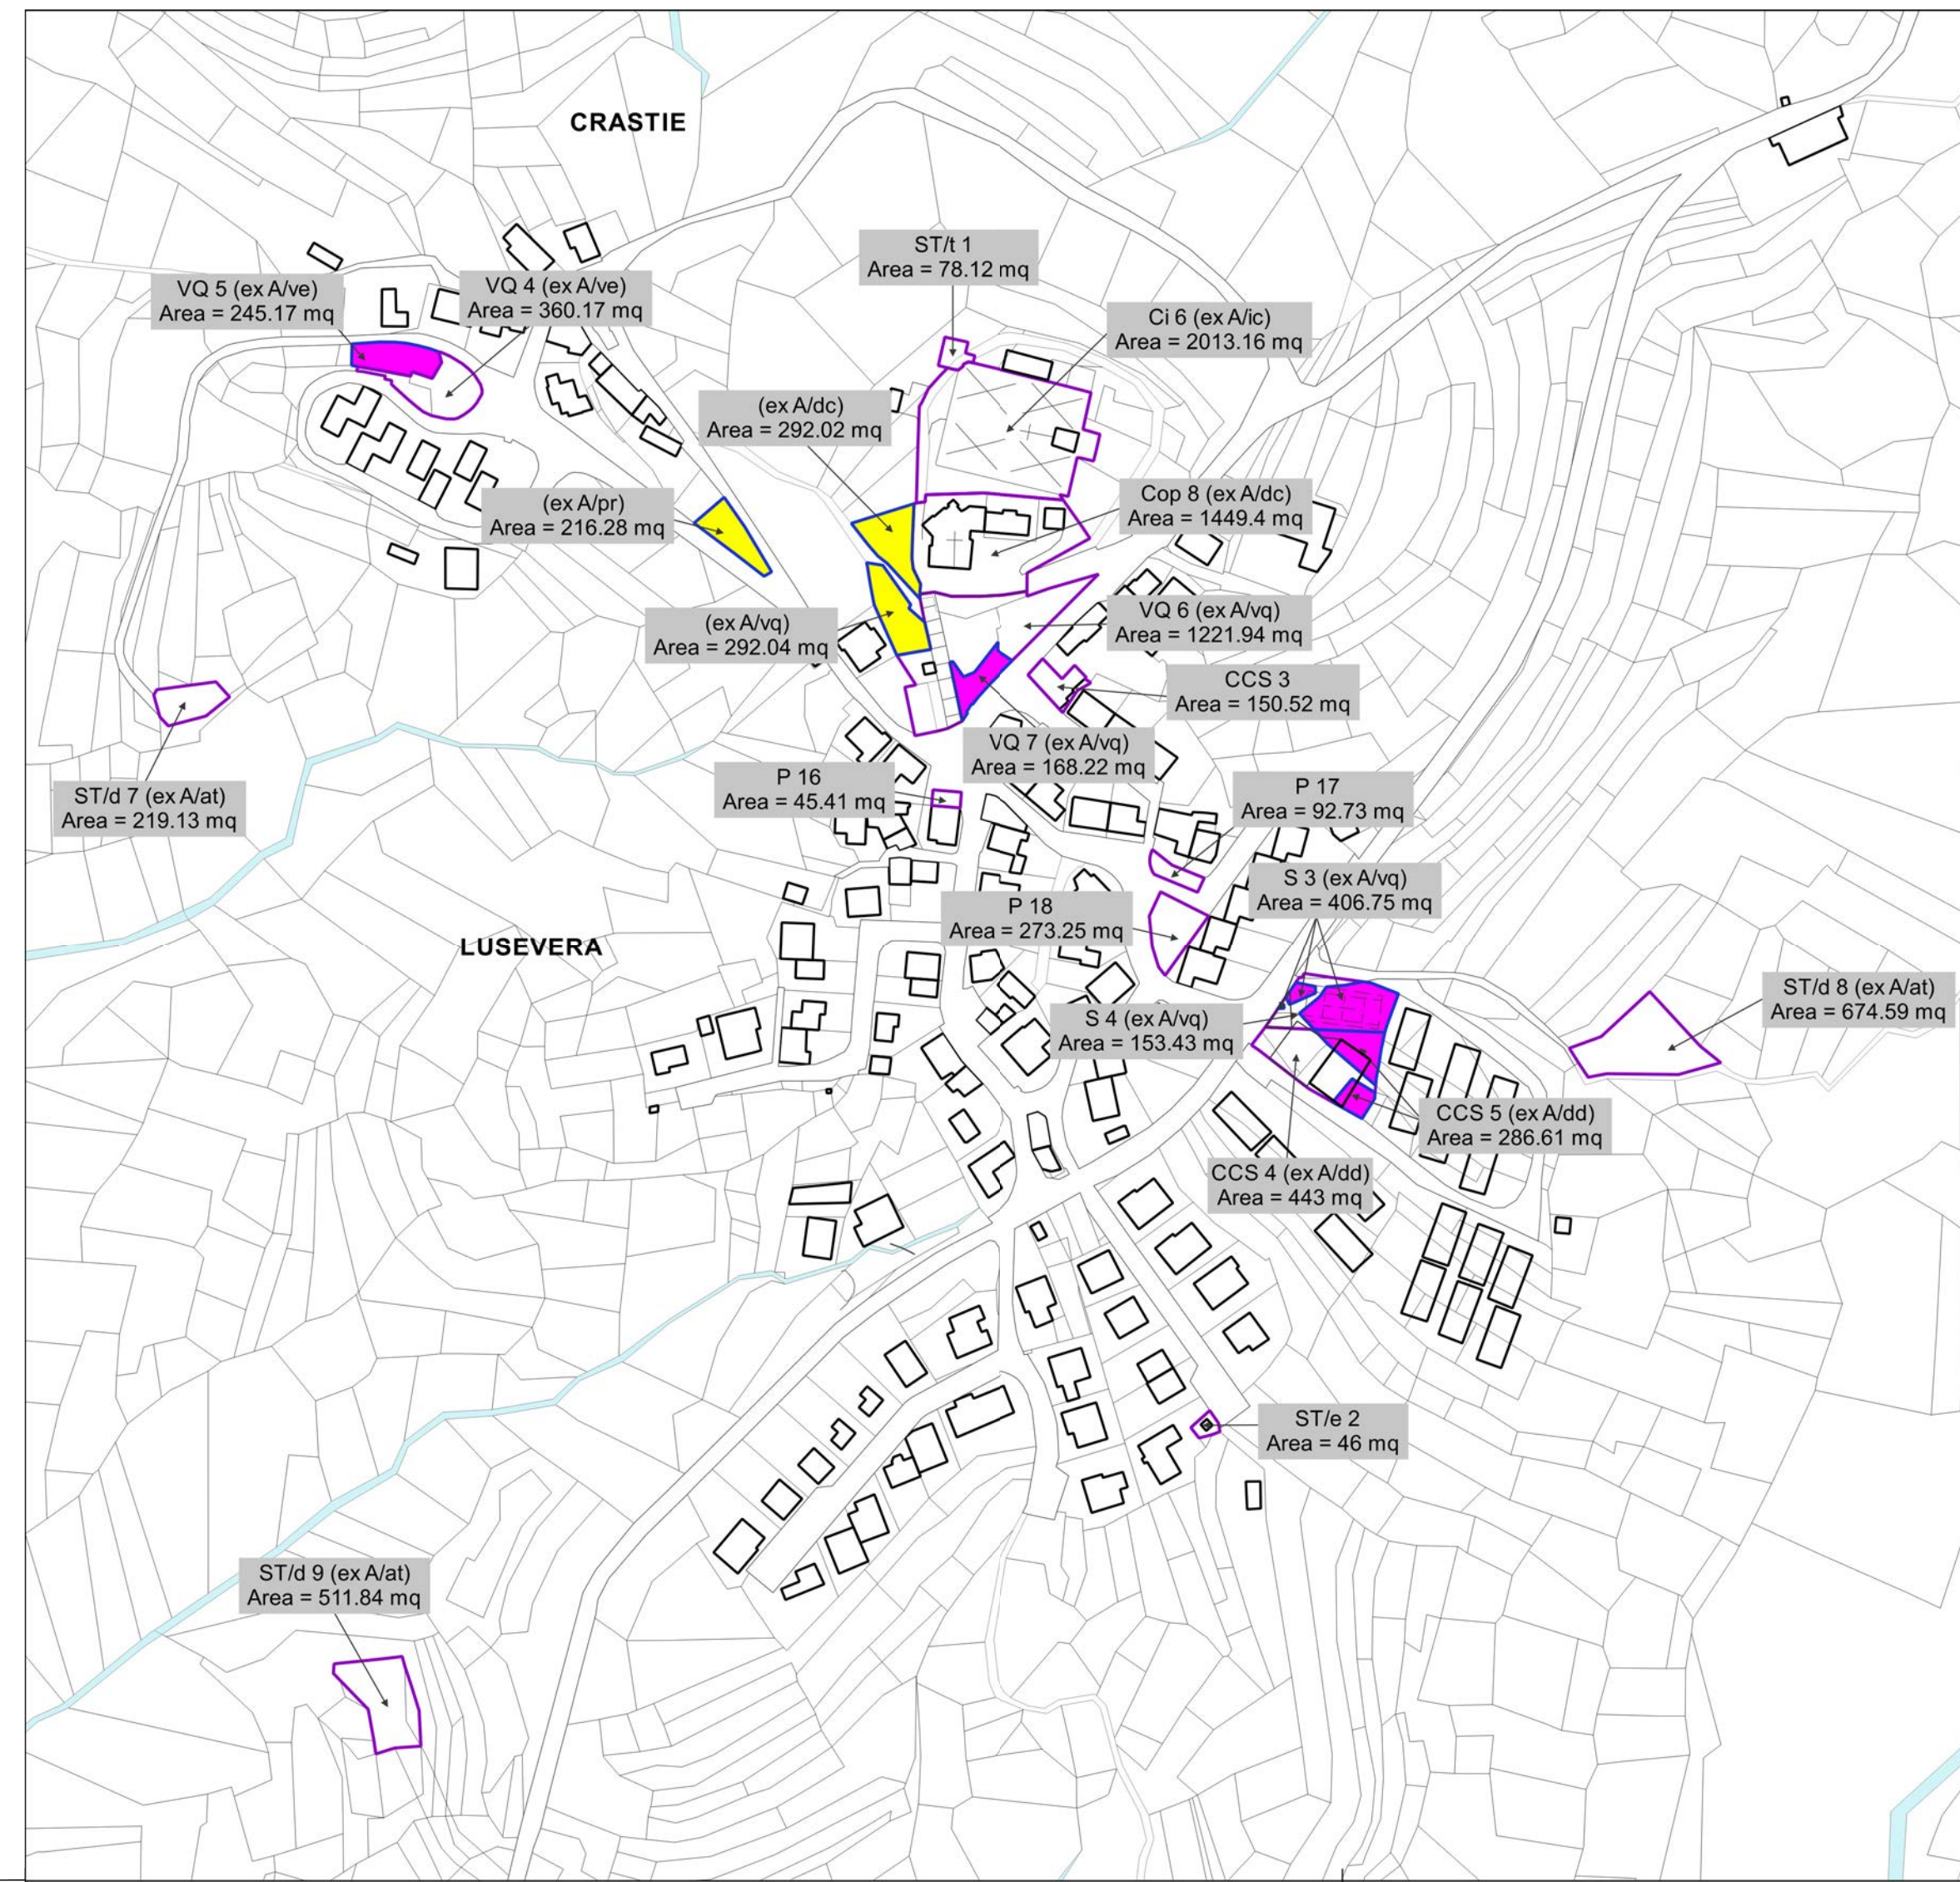 CRASTIE
ST/t 1
Area = 78.12 mq
VQ 5 (ex A/ve)
Area = 245.17 mq
VQ 4 (ex A/ve)
Area = 360.17 mq
Ci 6 (ex A/ic)
Area = 2013.16 mq
(ex A/dc)
Area = 292.02 mq
(ex A/pr)
Area = 216.28 mq
Cop 8 (ex A/dc)
Area = 1449.4 mq
(ex A/vq)
Area = 292.04 mq
VQ 6 (ex A/vq)
Area = 1221.94 mq
CCS 3
Area = 150.52 mq
VQ 7 (ex A/vq)
Area = 168.22 mq
ST/d 7 (ex A/at)
Area = 219.13 mq
P 16
Area = 45.41 mq
P 17
Area = 92.73 mq
S 3 (ex A/vq)
Area = 406.75 mq
P 18
Area = 273.25 mq
LUSEVERA
ST/d 8 (ex A/at)
Area = 674.59 mq
S 4 (ex A/vq)
Area = 153.43 mq
CCS 5 (ex A/dd)
Area = 286.61 mq
CCS 4 (ex A/dd)
Area = 443 mq
ST/e 2
Area = 46 mq
ST/d 9 (ex A/at)
Area = 511.84 mq